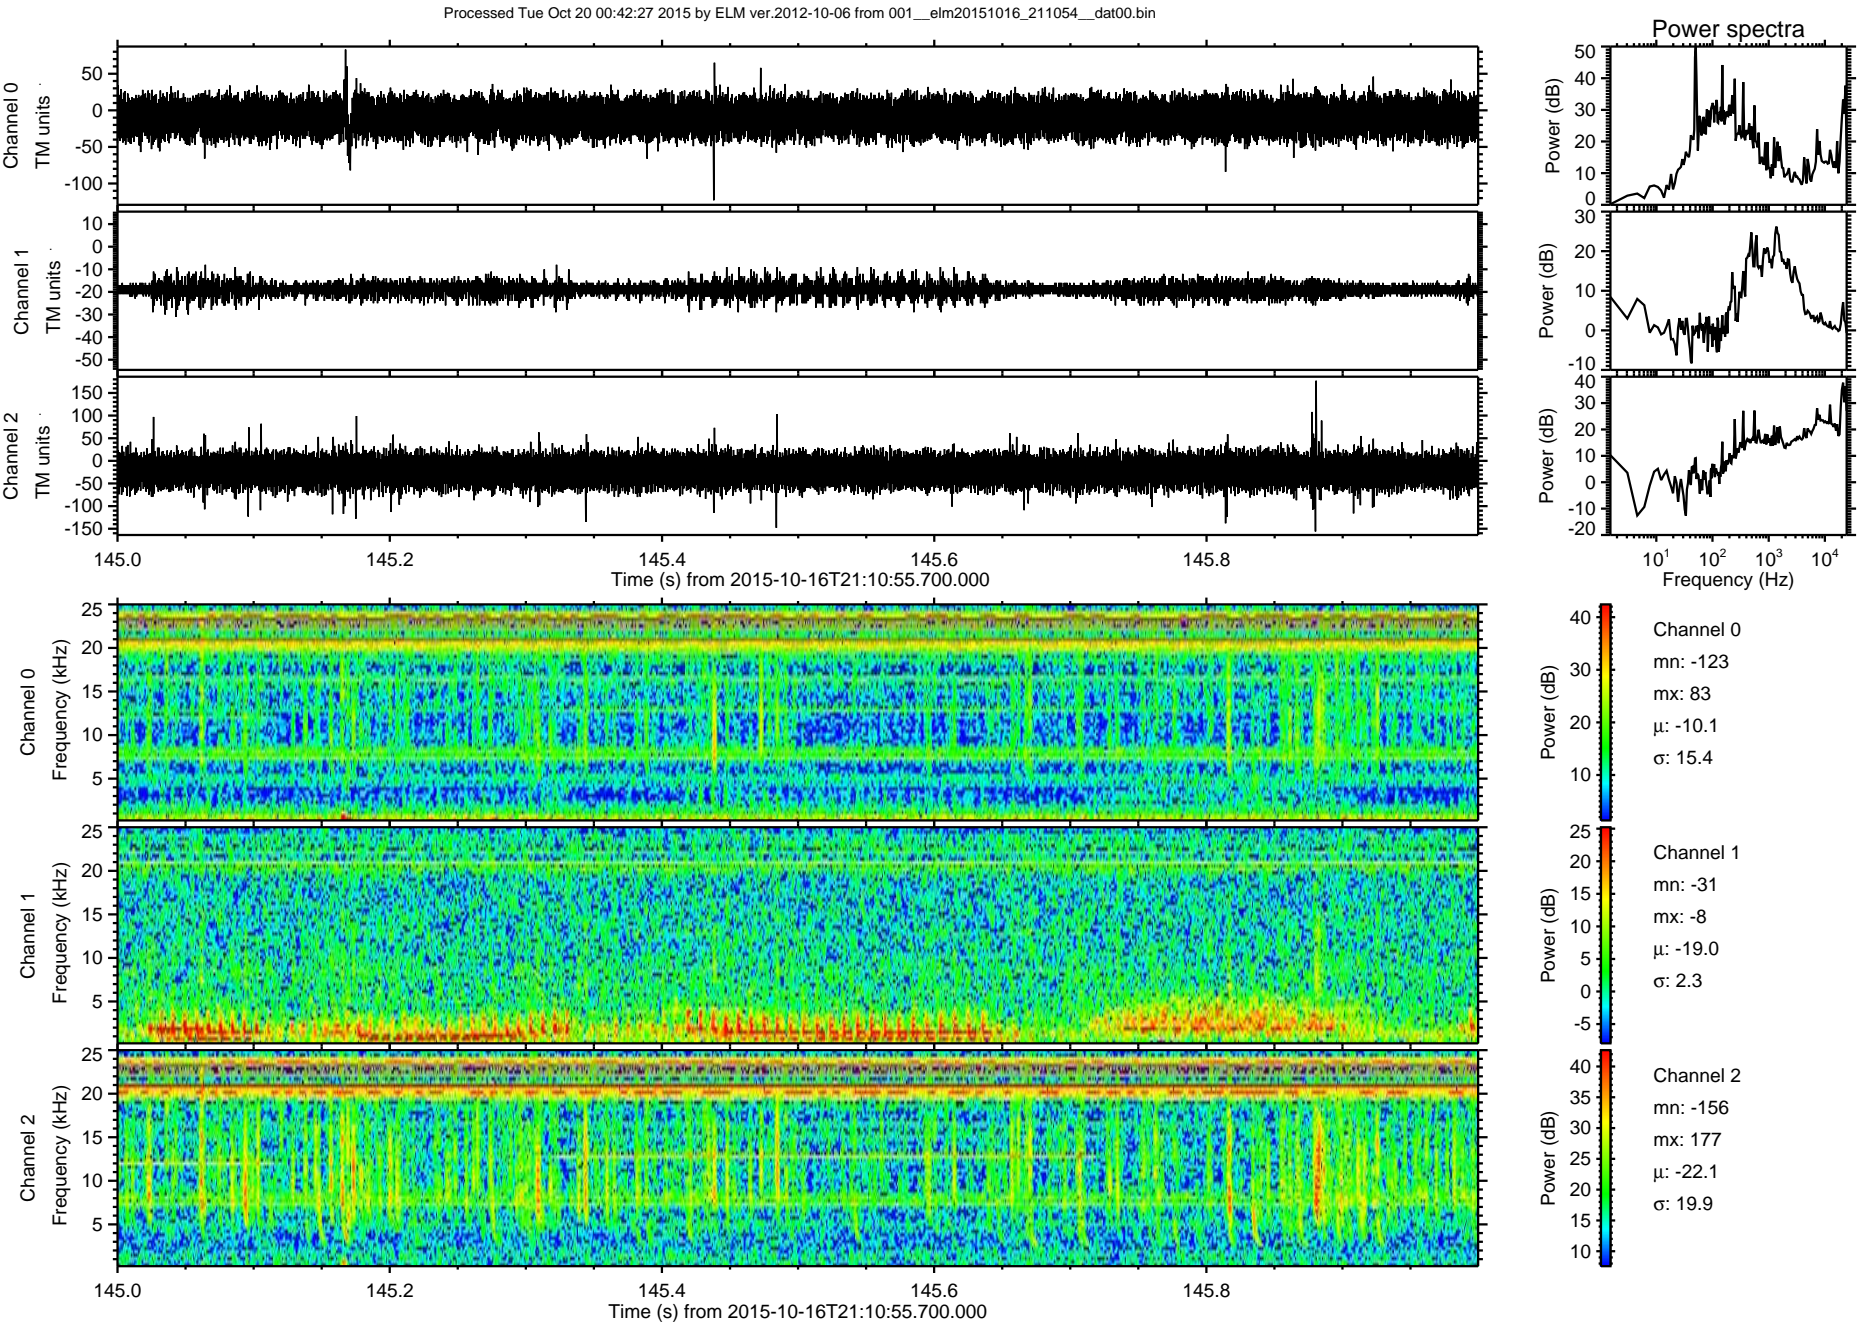 Processed Tue Oct 20 00:42:27 2015 by ELM ver.2012-10-06 from 001__elm20151016_211054__dat00.bin
Power spectra
Channel 0
TM units
50
0
-50
-100
Power (dB)
50
40
30
20
10
0
Channel 1
TM units
10
0
-10
-20
-30
-40
-50
Power (dB)
30
20
10
0
-10
Channel 2
TM units
150
100
50
0
-50
-100
-150
Power (dB)
40
30
20
10
0
-10
-20
145.0 145.2 145.4 145.6 145.8
Time (s) from 2015-10-16T21:10:55.700.000
10¹ 10² 10³ 10⁴
Frequency (Hz)
Channel 0
Frequency (kHz)
25
20
15
10
5
Power (dB)
40
30
20
10
Channel 0
mn: -123
mx: 83
μ: -10.1
σ: 15.4
Channel 1
Frequency (kHz)
25
20
15
10
5
Power (dB)
25
20
15
10
5
0
-5
Channel 1
mn: -31
mx: -8
μ: -19.0
σ: 2.3
Channel 2
Frequency (kHz)
25
20
15
10
5
Power (dB)
40
35
30
25
20
15
10
Channel 2
mn: -156
mx: 177
μ: -22.1
σ: 19.9
145.0 145.2 145.4 145.6 145.8
Time (s) from 2015-10-16T21:10:55.700.000